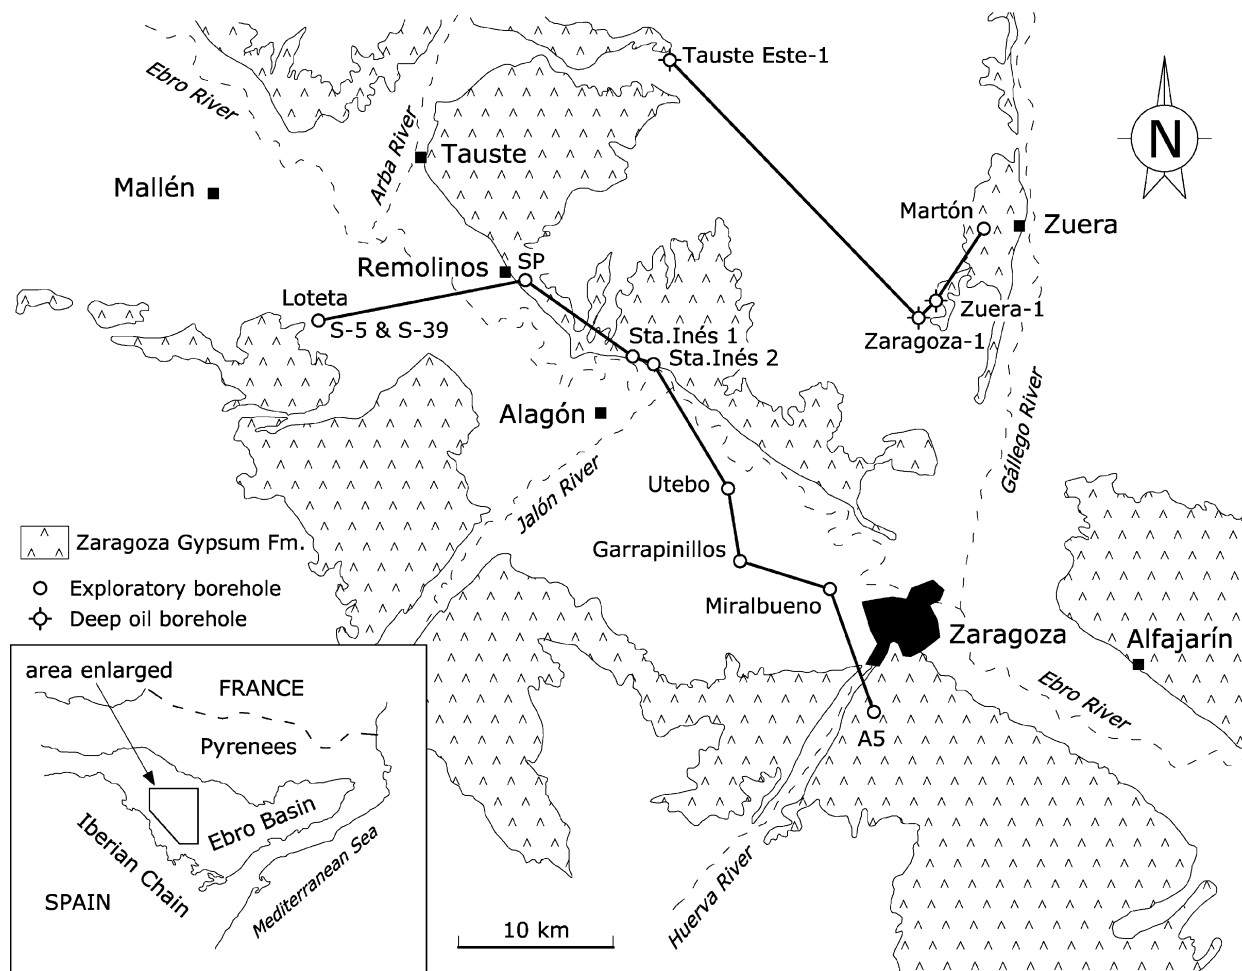 Tauste Este-1
Ebro River
Arba River
Tauste
N
Mallén
Martón
Zuera
Remolinos
SP
Loteta
S-5 & S-39
Zuera-1
Zaragoza-1
Sta.Inés 1
Sta.Inés 2
Alagón
Gállego River
Jalón River
Utebo
Garrapinillos
Miralbueno
Zaragoza Gypsum Fm.
Exploratory borehole
Deep oil borehole
Zaragoza
Alfajarín
Ebro River
A5
Huerva River
area enlarged
FRANCE
Pyrenees
Ebro Basin
Iberian Chain
Mediterranean Sea
SPAIN
10 km